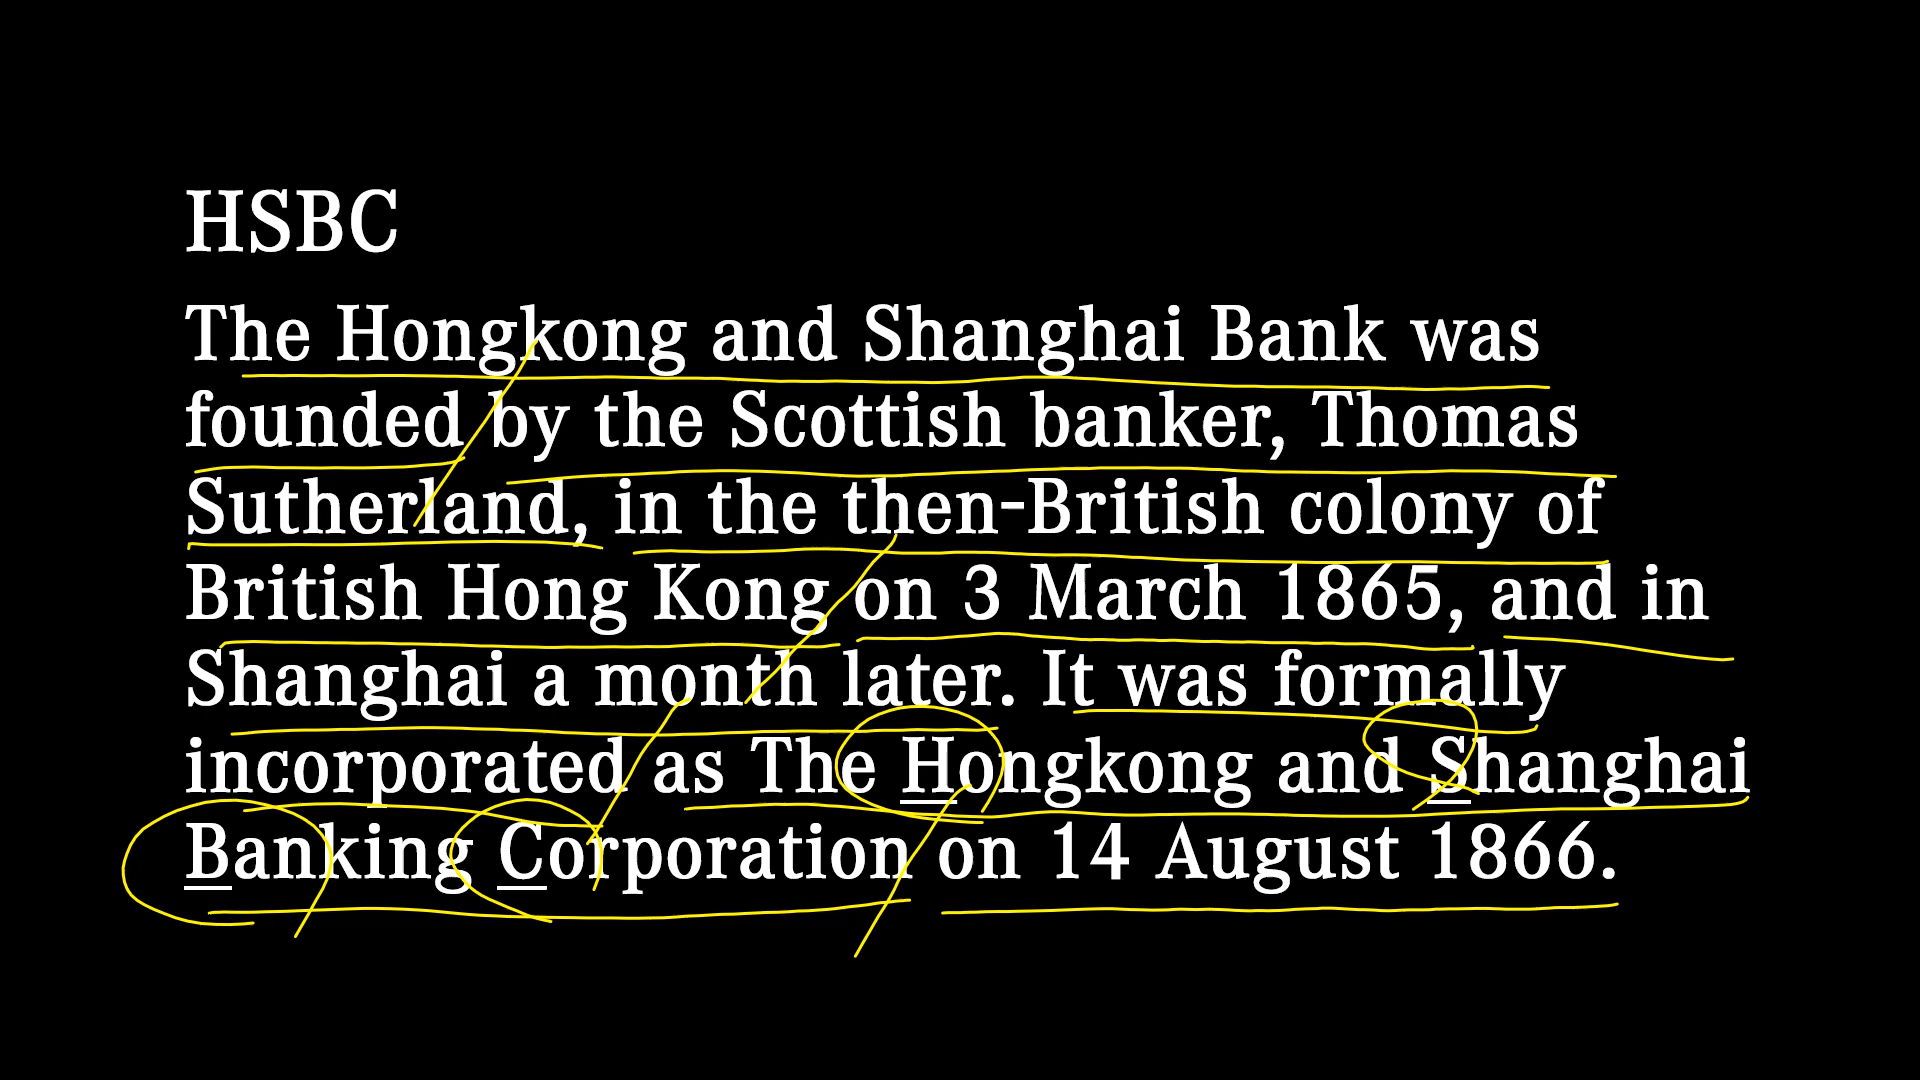 HSBC
The Hongkong and Shanghai Bank was
founded by the Scottish banker, Thomas
Sutherland, in the then-British colony of
British Hong Kong on 3 March 1865, and in
Shanghai a month later. It was formally
incorporated as The Hongkong and Shanghai
Banking Corporation on 14 August 1866.